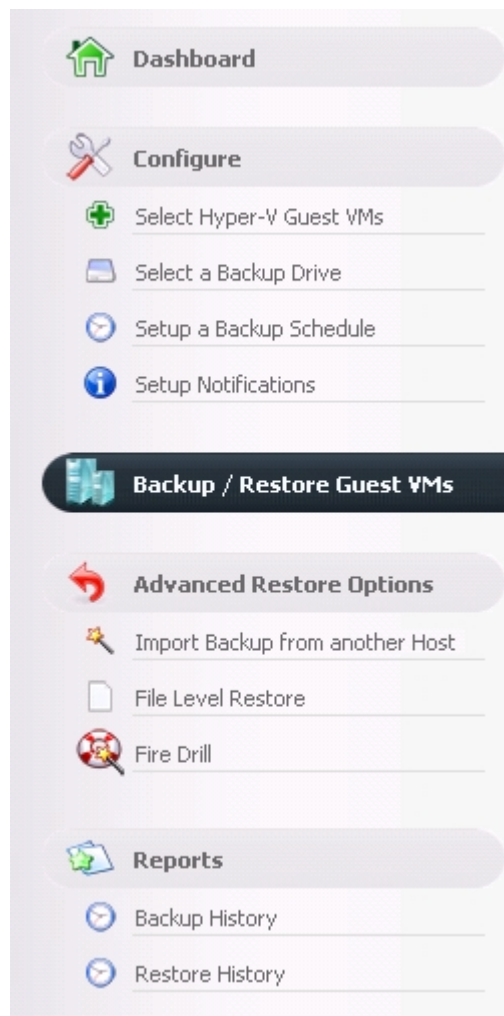 Dashboard
Configure
Select Hyper-V Guest VMs
Select a Backup Drive
Setup a Backup Schedule
Setup Notifications
Backup / Restore Guest VMs
Advanced Restore Options
Import Backup from another Host
File Level Restore
Fire Drill
Reports
Backup History
Restore History